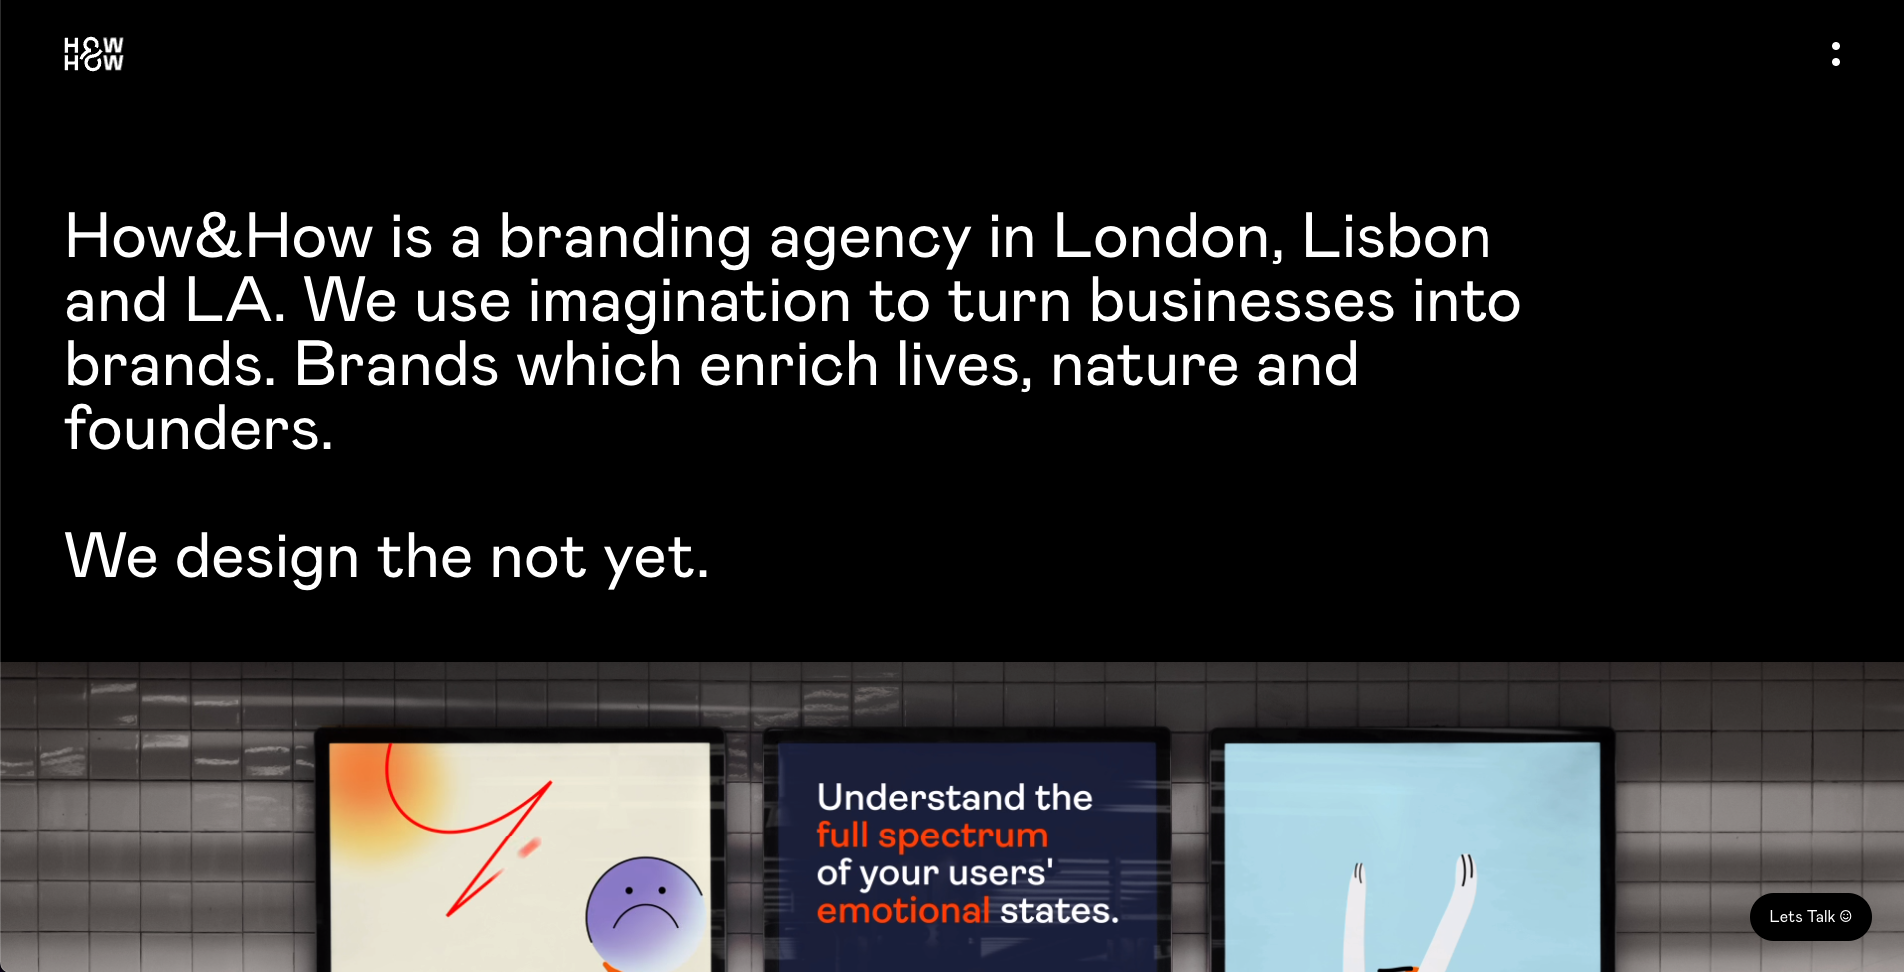 H&W
H&W
How&How is a branding agency in London, Lisbon
and LA. We use imagination to turn businesses into
brands. Brands which enrich lives, nature and
founders.
We design the not yet.
Understand the
full spectrum
of your users'
emotional states.
Lets Talk ☺